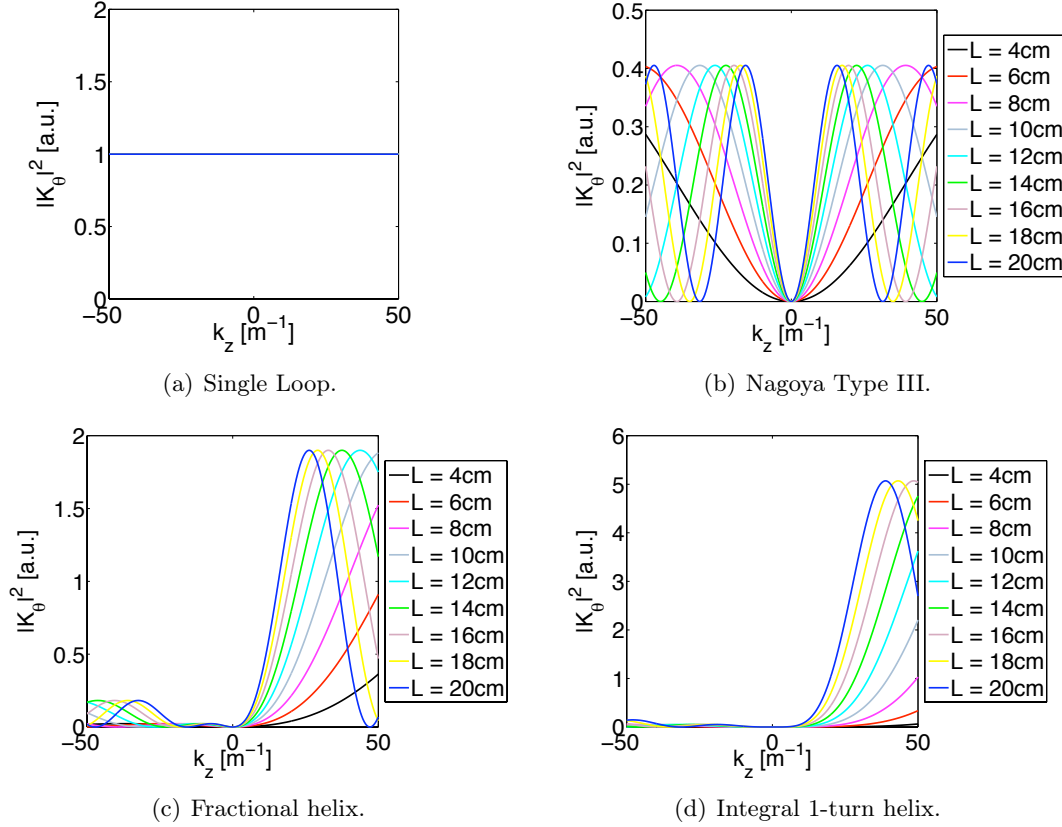 2
1.5
1
0.5
0
−50
0
50
|K_θ|² [a.u.]
k_z [m⁻¹]
(a) Single Loop.
0.5
0.4
0.3
0.2
0.1
0
−50
0
50
|K_θ|² [a.u.]
k_z [m⁻¹]
L = 4cm
L = 6cm
L = 8cm
L = 10cm
L = 12cm
L = 14cm
L = 16cm
L = 18cm
L = 20cm
(b) Nagoya Type III.
2
1.5
1
0.5
0
−50
0
50
|K_θ|² [a.u.]
k_z [m⁻¹]
L = 4cm
L = 6cm
L = 8cm
L = 10cm
L = 12cm
L = 14cm
L = 16cm
L = 18cm
L = 20cm
(c) Fractional helix.
6
5
4
3
2
1
0
−50
0
50
|K_θ|² [a.u.]
k_z [m⁻¹]
L = 4cm
L = 6cm
L = 8cm
L = 10cm
L = 12cm
L = 14cm
L = 16cm
L = 18cm
L = 20cm
(d) Integral 1-turn helix.